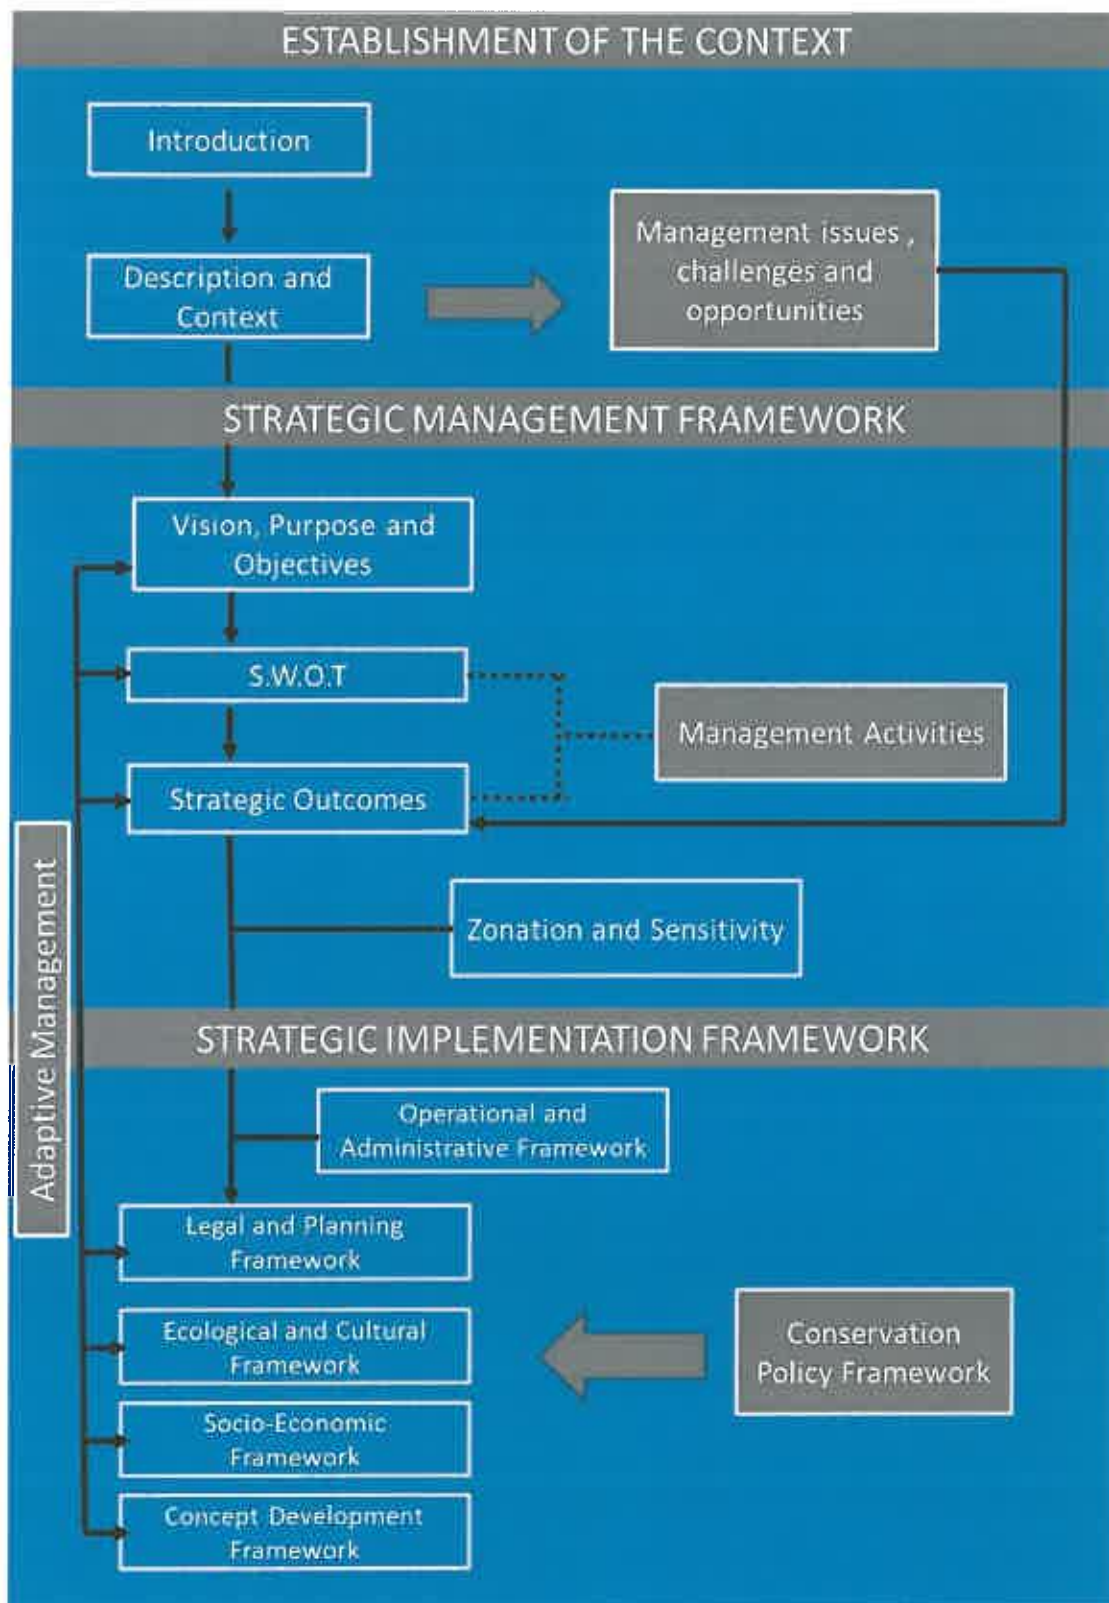 ESTABLISHMENT OF THE CONTEXT
Introduction
Description and
Context
Management issues ,
challenges and
opportunities
STRATEGIC MANAGEMENT FRAMEWORK
Vision, Purpose and
Objectives
S.W.O.T
Management Activities
Strategic Outcomes
Adaptive Management
Zonation and Sensitivity
STRATEGIC IMPLEMENTATION FRAMEWORK
Operational and
Administrative Framework
Legal and Planning
Framework
Ecological and Cultural
Framework
Conservation
Policy Framework
Socio-Economic
Framework
Concept Development
Framework